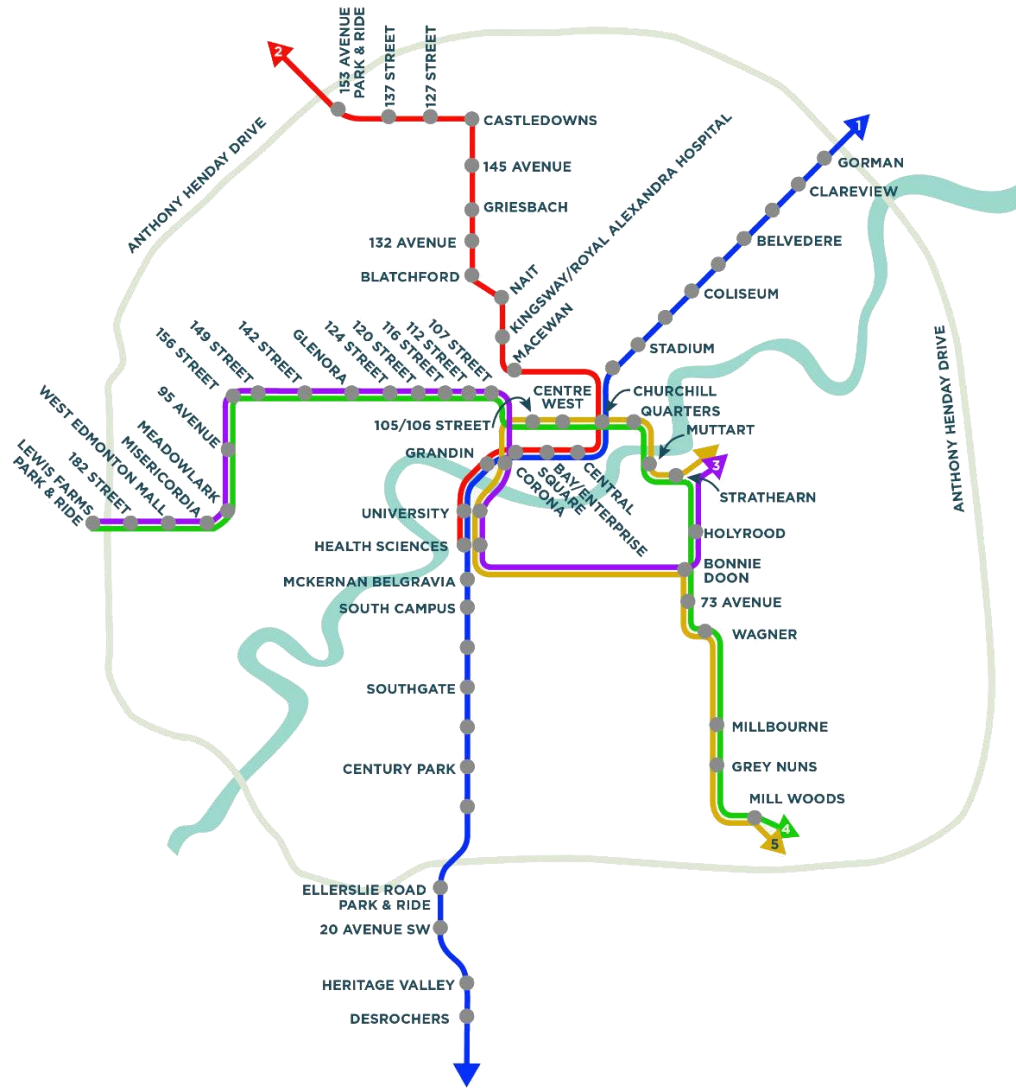 2
153 AVENUE
PARK & RIDE
137 STREET
127 STREET
CASTLEDOWNS
145 AVENUE
GRIESBACH
132 AVENUE
BLATCHFORD
NAIT
KINGSWAY/ROYAL ALEXANDRA HOSPITAL
MACEWAN
ANTHONY HENDAY DRIVE
1
GORMAN
CLAREVIEW
BELVEDERE
COLISEUM
STADIUM
CHURCHILL
QUARTERS
MUTTART
3
STRATHEARN
HOLYROOD
BONNIE
DOON
73 AVENUE
WAGNER
MILLBOURNE
GREY NUNS
MILL WOODS
4
5
ANTHONY HENDAY DRIVE
107 STREET
112 STREET
116 STREET
120 STREET
124 STREET
GLENORA
142 STREET
149 STREET
156 STREET
95 AVENUE
MEADOWLARK
MISERICORDIA
WEST EDMONTON MALL
182 STREET
LEWIS FARMS
PARK & RIDE
CENTRE
WEST
105/106 STREET
GRANDIN
CORONA
BAY/ENTERPRISE
SQUARE
CENTRAL
UNIVERSITY
HEALTH SCIENCES
MCKERNAN BELGRAVIA
SOUTH CAMPUS
SOUTHGATE
CENTURY PARK
ELLERSLIE ROAD
PARK & RIDE
20 AVENUE SW
HERITAGE VALLEY
DESROCHERS